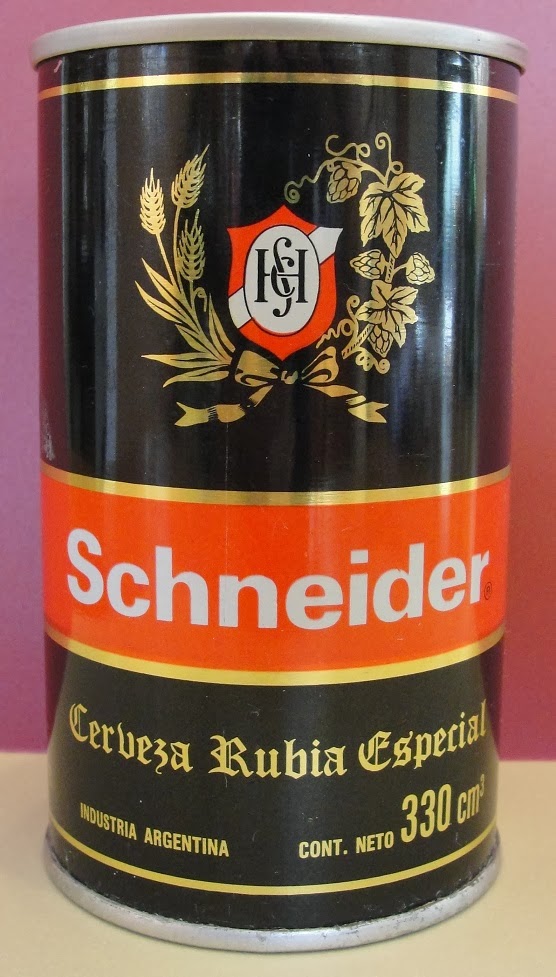 Schneider®
Cerveza Rubia Especial
INDUSTRIA ARGENTINA
CONT. NETO 330 cm³